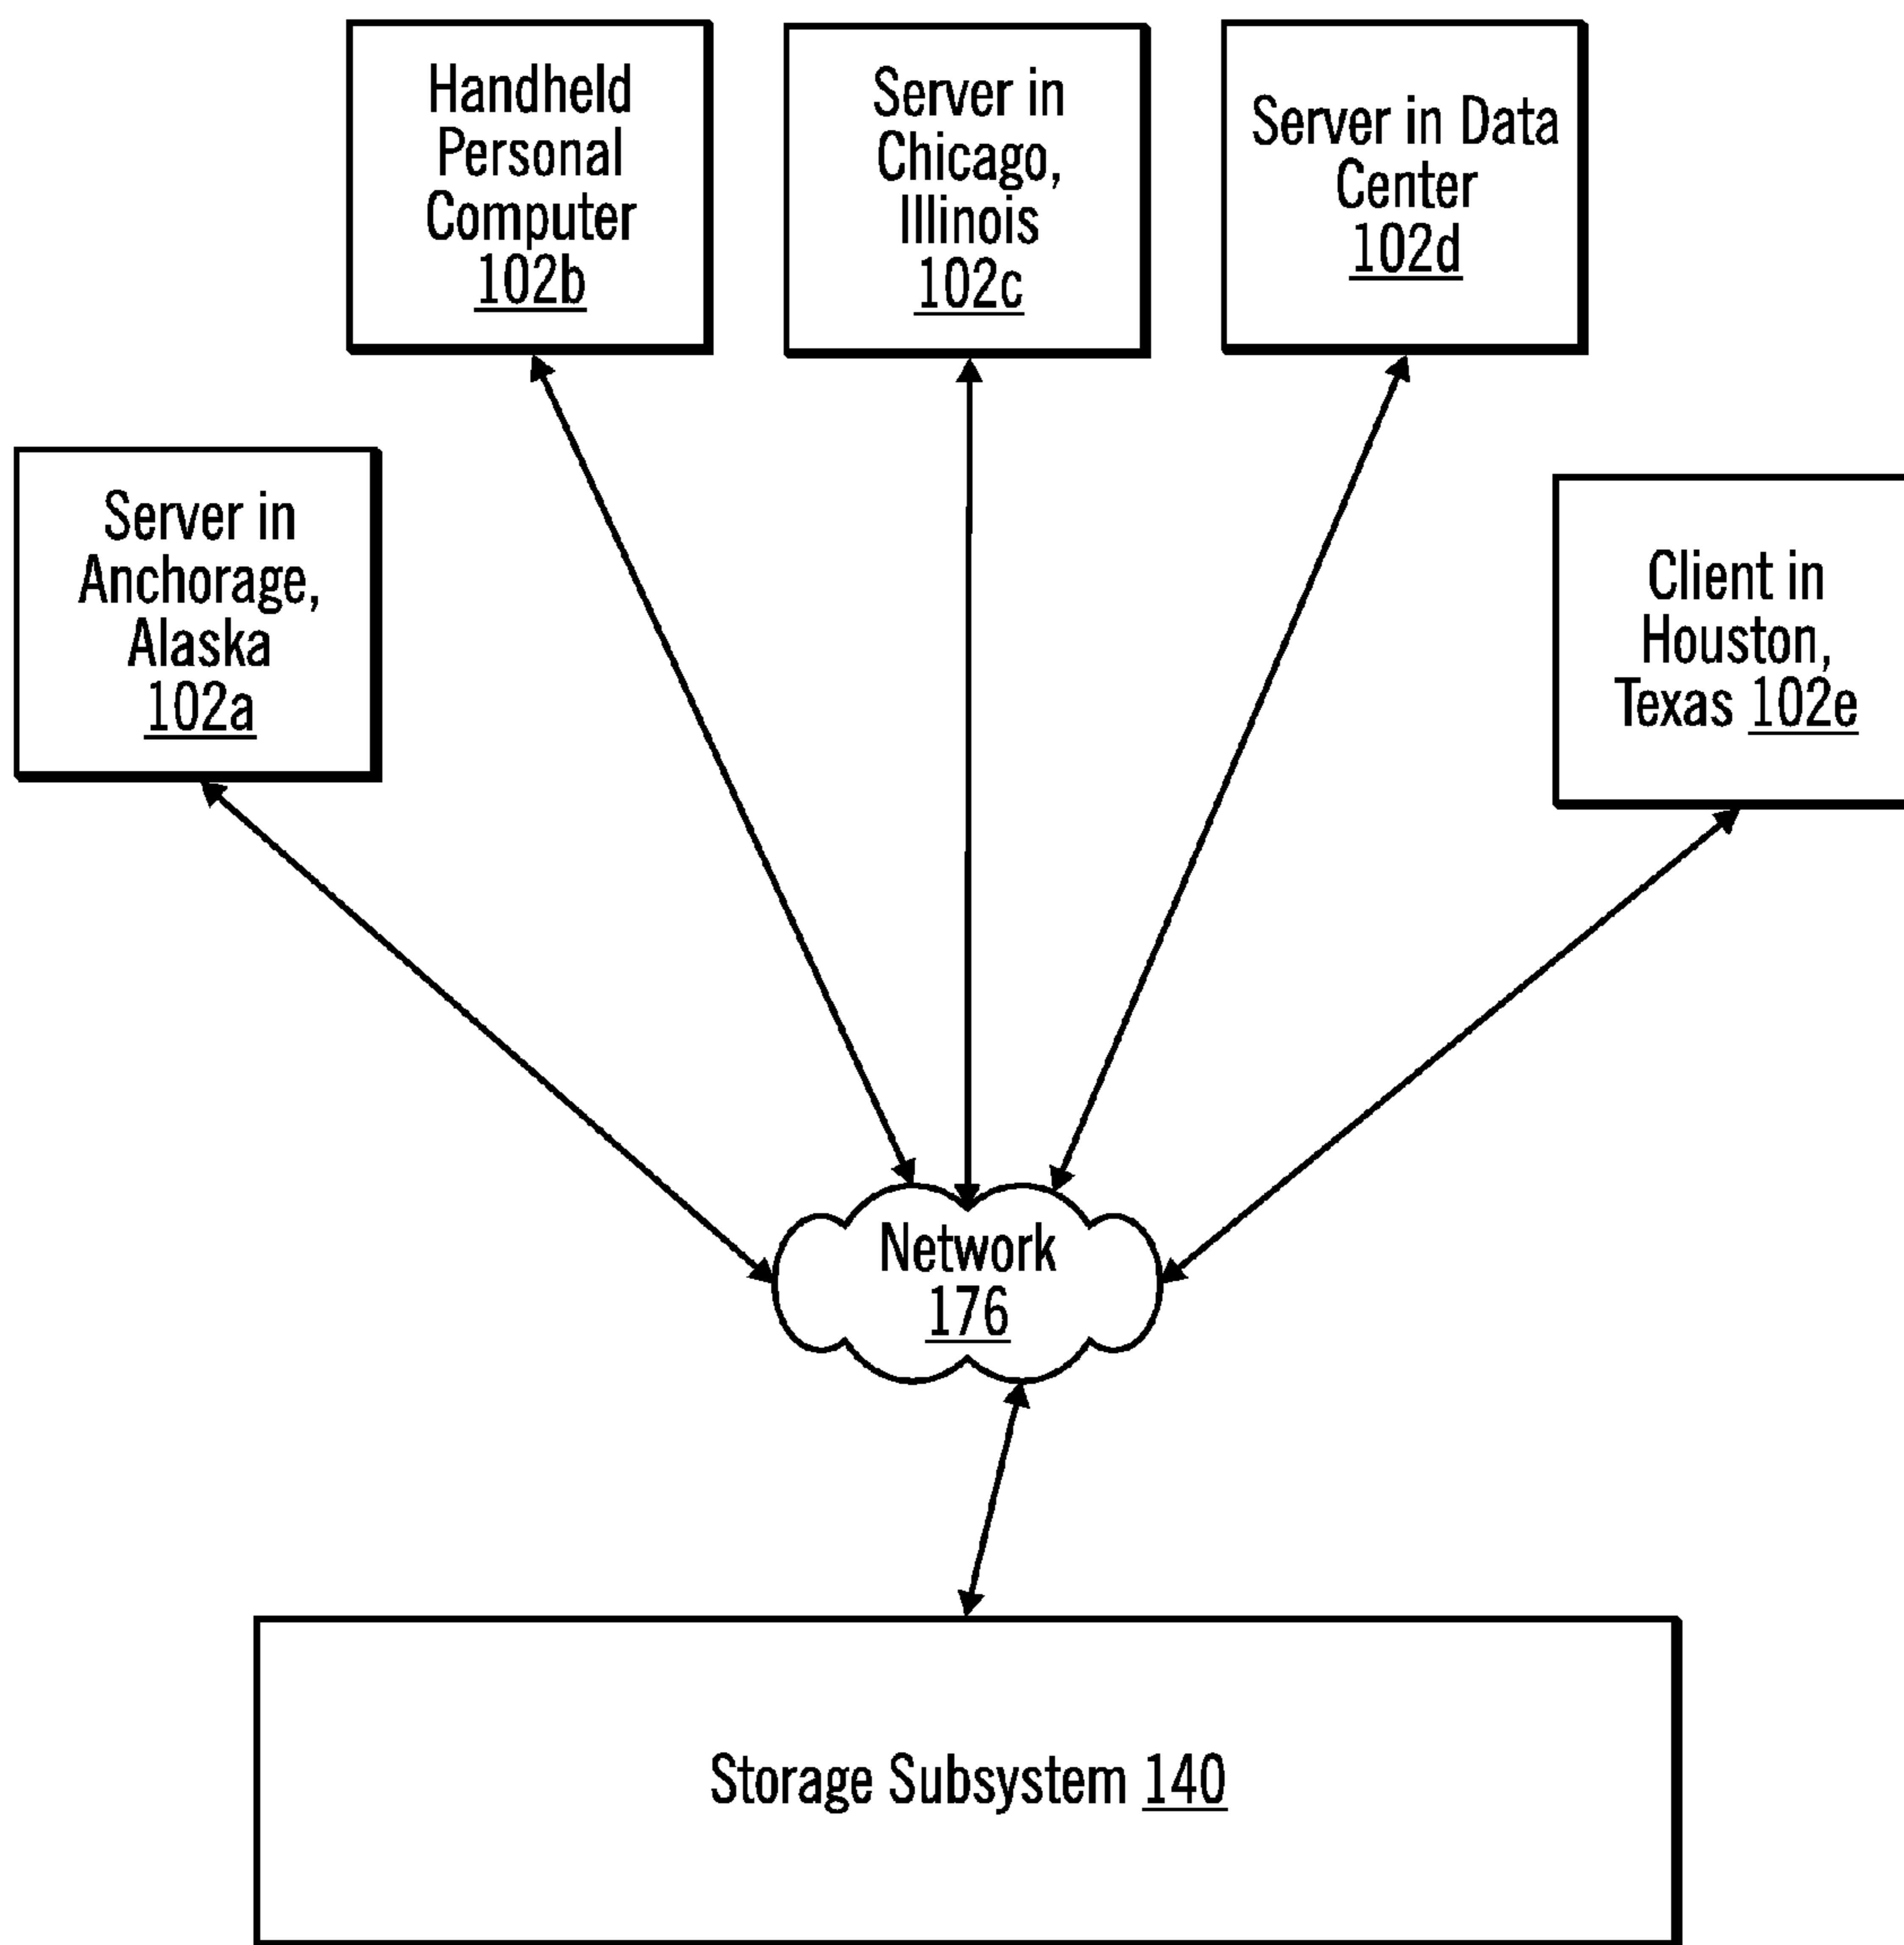 Handheld
Personal
Computer
102b
Server in
Chicago,
Illinois
102c
Server in Data
Center
102d
Server in
Anchorage,
Alaska
102a
Client in
Houston,
Texas 102e
Network
176
Storage Subsystem 140